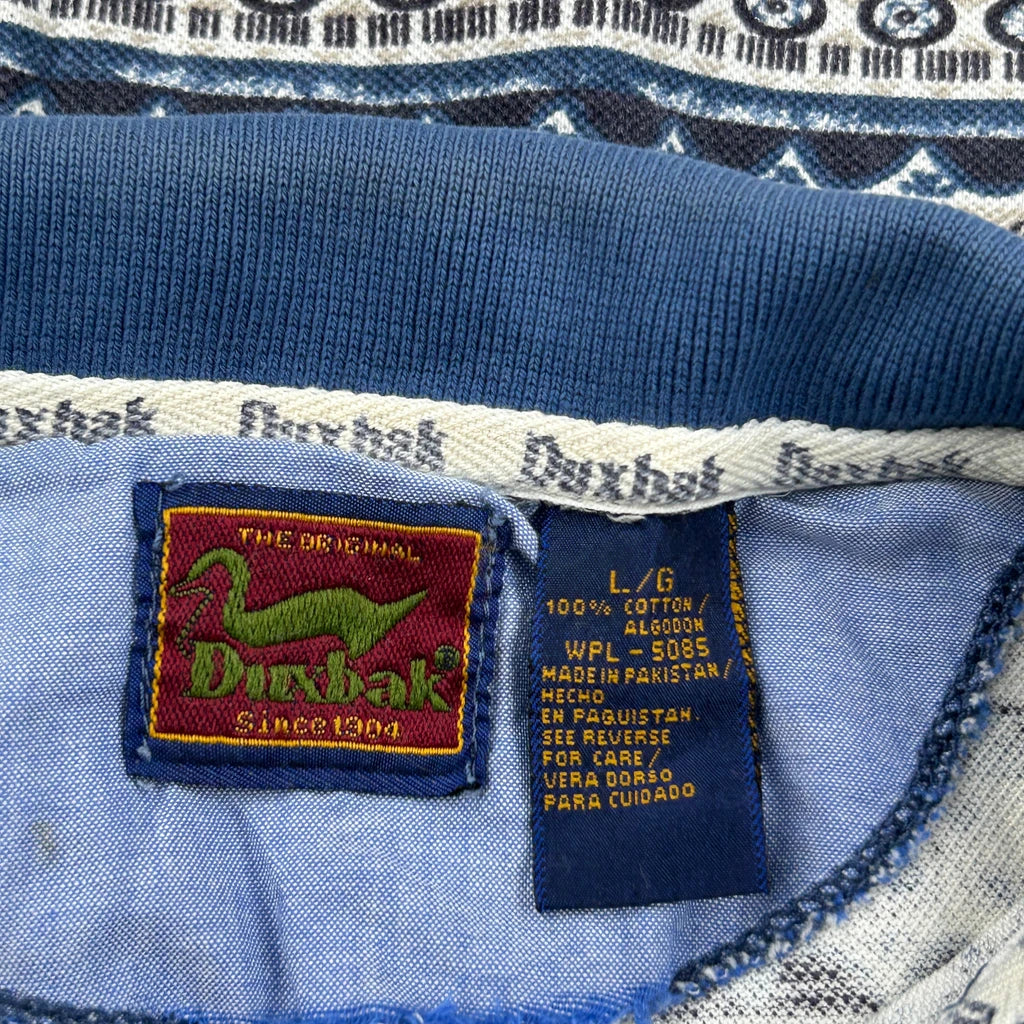 Duxbak Duxbak Duxbak Duxbak
THE ORIGINAL
Duxbak®
Since 1904
L/G
100% COTTON/
ALGODON
WPL - 5085
MADE IN PAKISTAN/
HECHO
EN PAQUISTAN.
SEE REVERSE
FOR CARE/
VERA DORSO
PARA CUIDADO